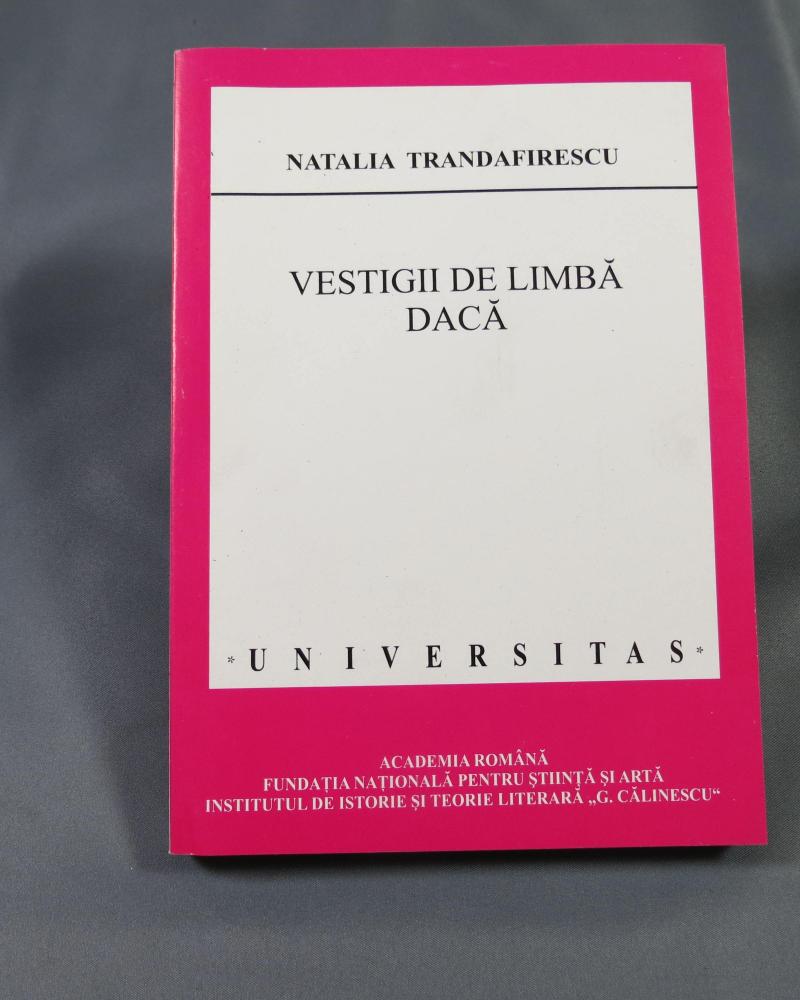 NATALIA TRANDAFIRESCU
VESTIGII DE LIMBĂ
DACĂ
*UNIVERSITAS*
ACADEMIA ROMÂNĂ
FUNDAȚIA NAȚIONALĂ PENTRU ȘTIINȚĂ ȘI ARTĂ
INSTITUTUL DE ISTORIE ȘI TEORIE LITERARĂ „G. CĂLINESCU“